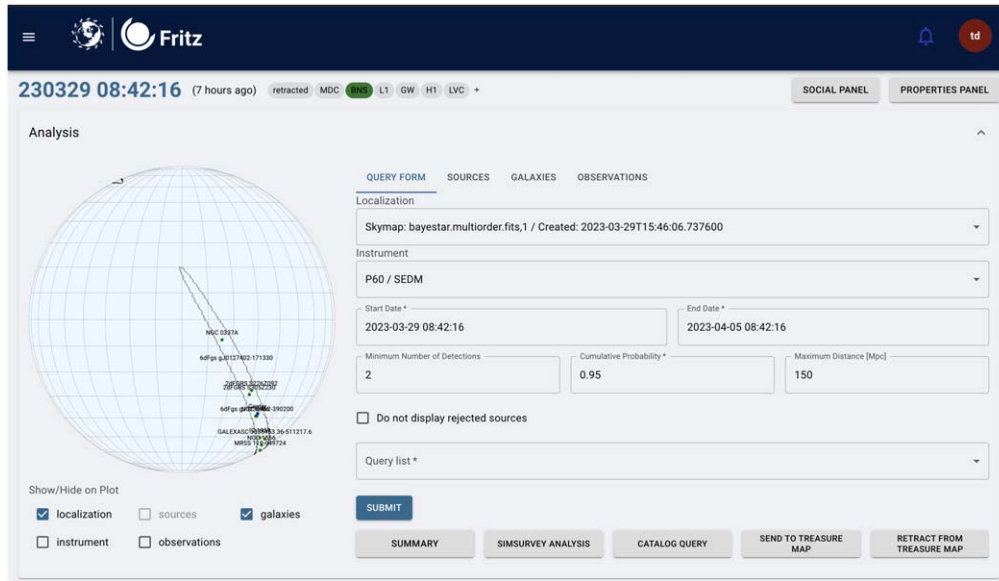 Fritz
td
230329 08:42:16 (7 hours ago) retracted MDC BNS L1 GW H1 LVC +
SOCIAL PANEL PROPERTIES PANEL
Analysis
QUERY FORM SOURCES GALAXIES OBSERVATIONS
Localization
Skymap: bayestar.multiorder.fits,1 / Created: 2023-03-29T15:46:06.737600
Instrument
P60 / SEDM
Start Date * End Date *
2023-03-29 08:42:16 2023-04-05 08:42:16
Minimum Number of Detections Cumulative Probability * Maximum Distance [Mpc]
2 0.95 150
Do not display rejected sources
Query list *
SUBMIT
SUMMARY SIMSURVEY ANALYSIS CATALOG QUERY SEND TO TREASURE MAP RETRACT FROM TREASURE MAP
NGC 0337A
6dFgs gJ0127402-171330
Show/Hide on Plot
localization sources galaxies
instrument observations